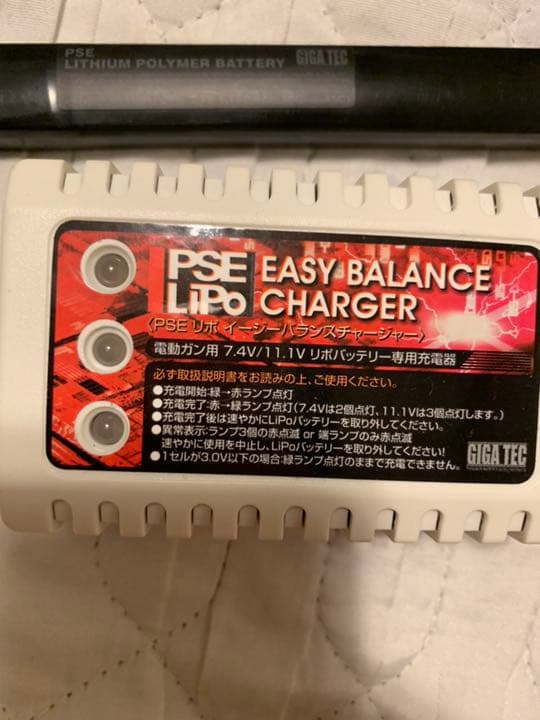 PSE
LITHIUM POLYMER BATTERY GIGA TEC
PSE LiPo EASY BALANCE CHARGER
〈PSE リポ イージーバランスチャージャー〉
電動ガン用 7.4V/11.1V リポバッテリー専用充電器
必ず取扱説明書をお読みの上、ご使用ください。
●充電開始:緑→赤ランプ点灯
●充電完了:赤→緑ランプ点灯(7.4Vは2個点灯、11.1Vは3個点灯します。)
●充電完了後は速やかにLiPoバッテリーを取り外してください。
●異常表示:ランプ3個の赤点滅 or 端ランプのみ赤点滅
速やかに使用を中止し、LiPoバッテリーを取り外してください!
●1セルが3.0V以下の場合:緑ランプ点灯のままで充電できません。
GIGA TEC